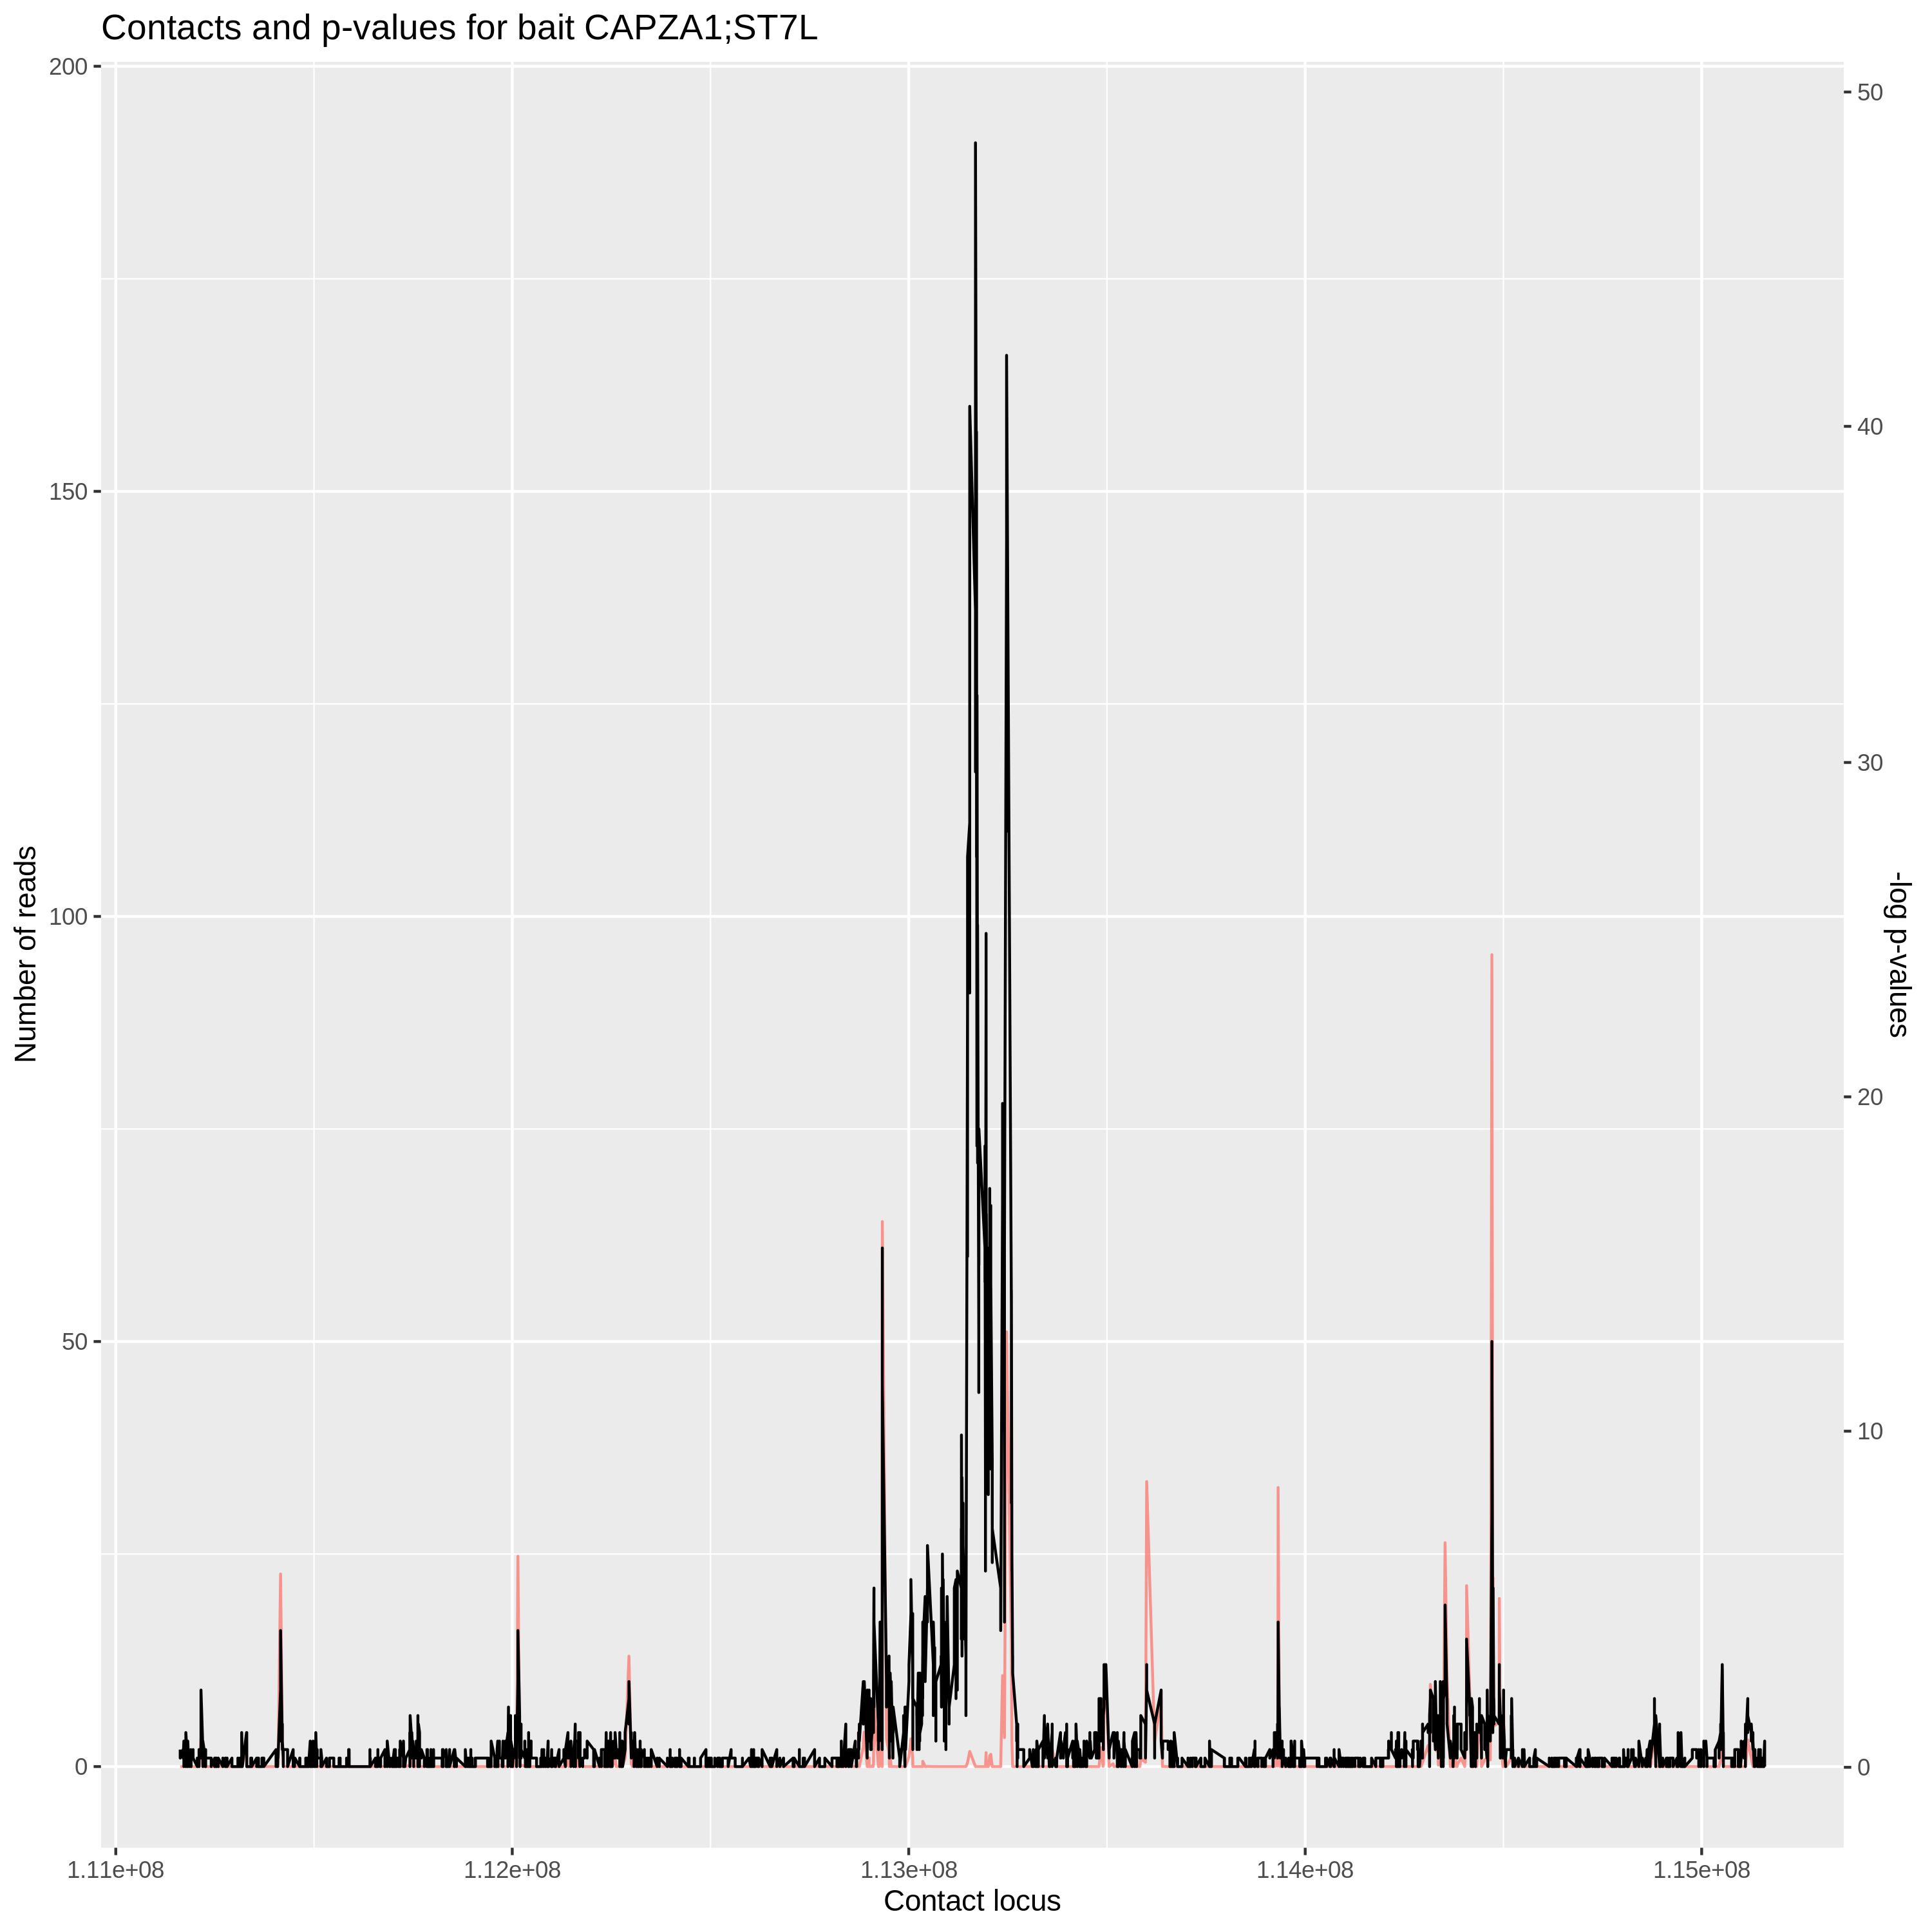 Contacts and p-values for bait CAPZA1;ST7L
200
150
100
50
0
Number of reads
50
40
30
20
10
0
-log p-values
1.11e+08
1.12e+08
1.13e+08
1.14e+08
1.15e+08
Contact locus